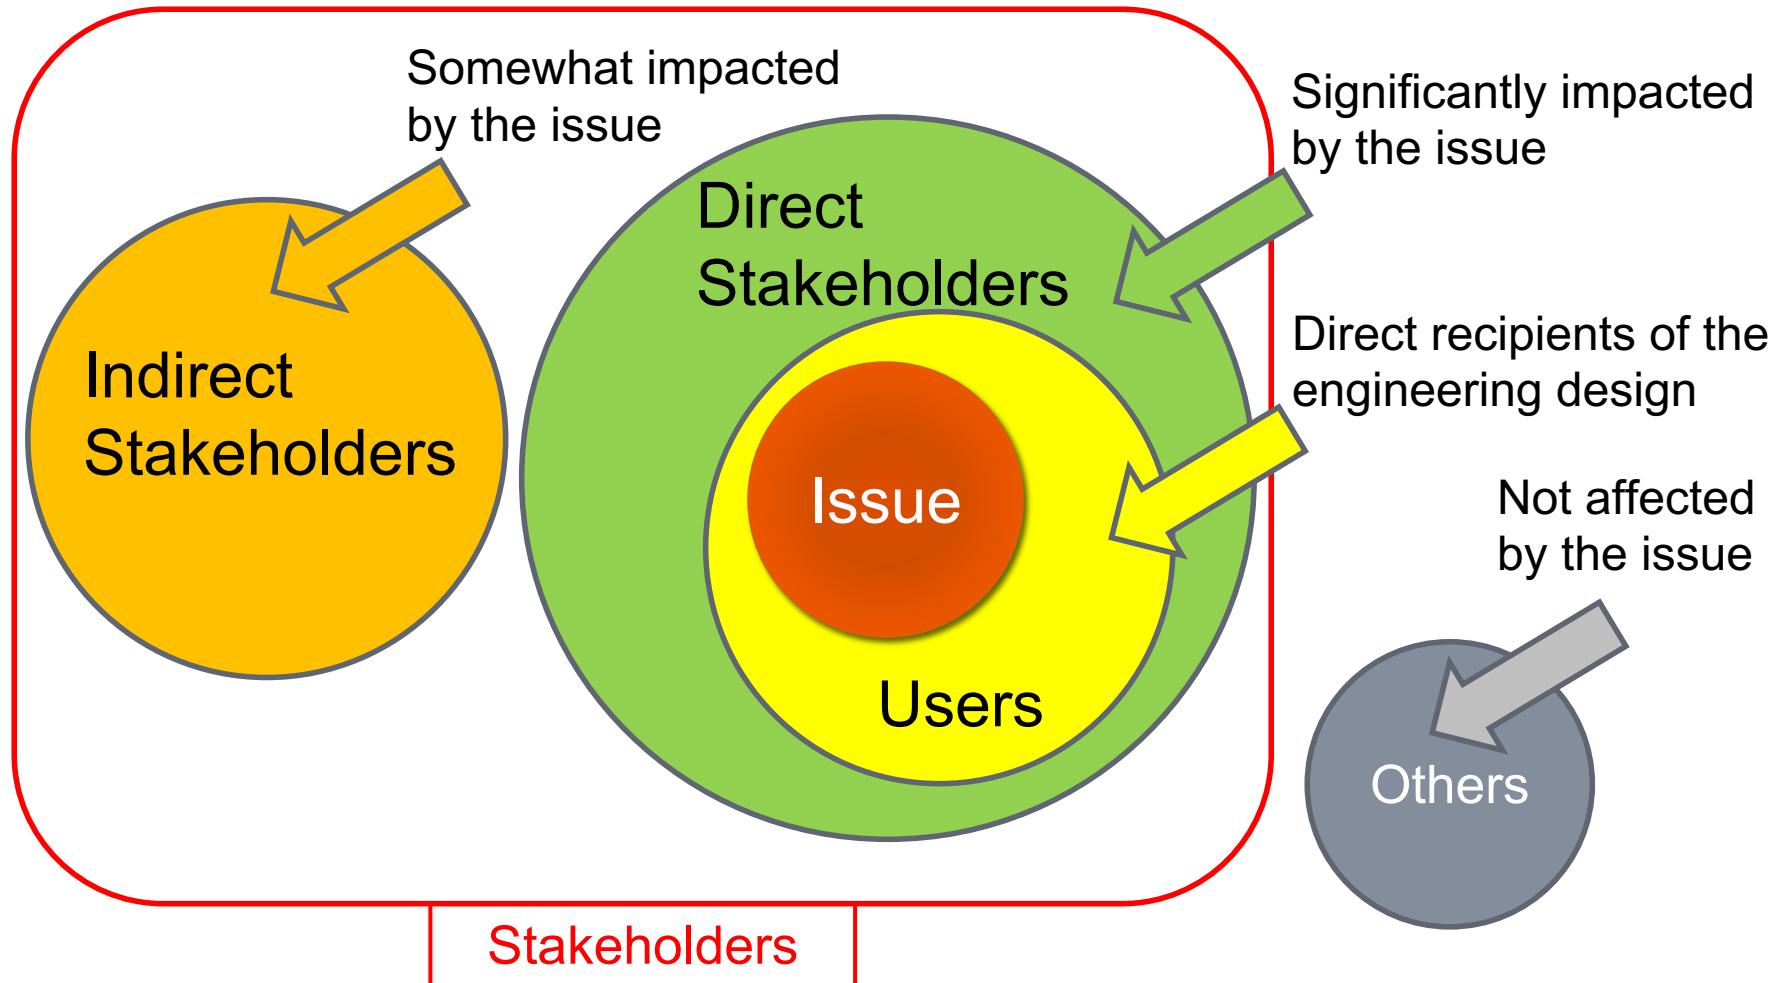 Somewhat impacted
by the issue
Significantly impacted
by the issue
Direct
Stakeholders
Direct recipients of the
engineering design
Indirect
Stakeholders
Issue
Not affected
by the issue
Users
Others
Stakeholders